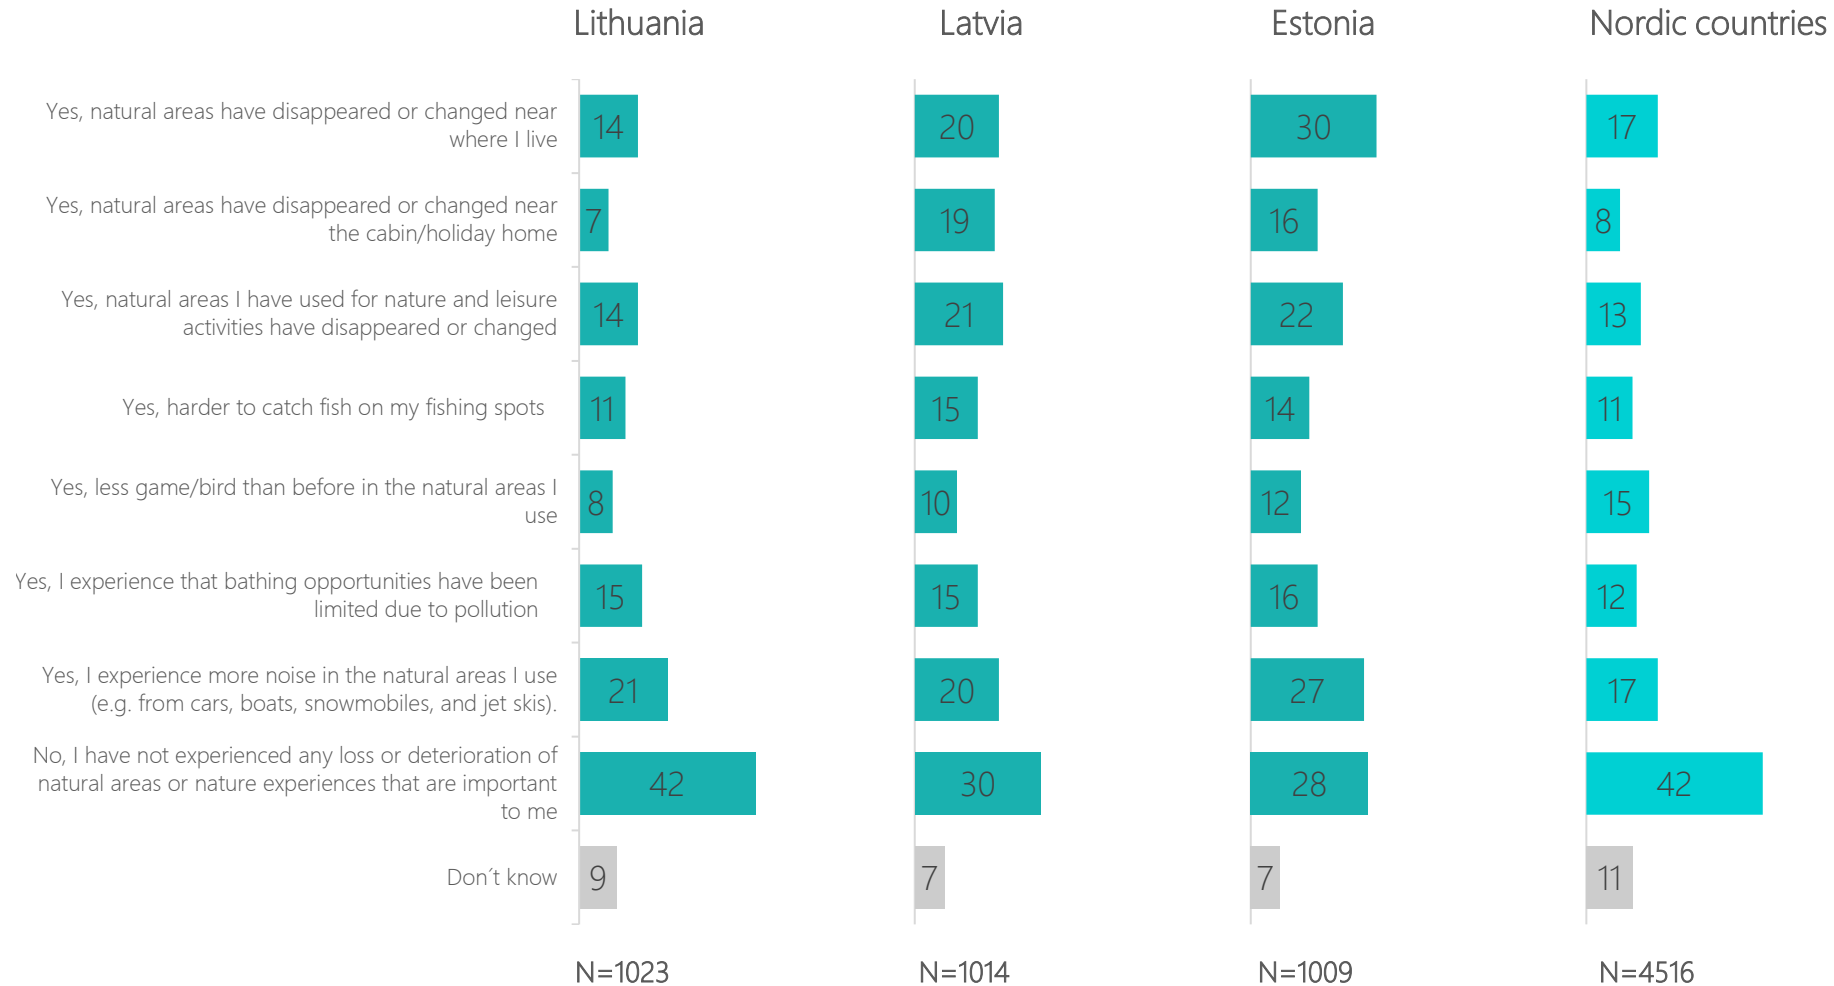 Lithuania
Latvia
Estonia
Nordic countries
Yes, natural areas have disappeared or changed near
where I live
14
20
30
17
Yes, natural areas have disappeared or changed near
the cabin/holiday home
7
19
16
8
Yes, natural areas I have used for nature and leisure
activities have disappeared or changed
14
21
22
13
Yes, harder to catch fish on my fishing spots
11
15
14
11
Yes, less game/bird than before in the natural areas I
use
8
10
12
15
Yes, I experience that bathing opportunities have been
limited due to pollution
15
15
16
12
Yes, I experience more noise in the natural areas I use
(e.g. from cars, boats, snowmobiles, and jet skis).
21
20
27
17
No, I have not experienced any loss or deterioration of
natural areas or nature experiences that are important
to me
42
30
28
42
Don´t know
9
7
7
11
N=1023
N=1014
N=1009
N=4516